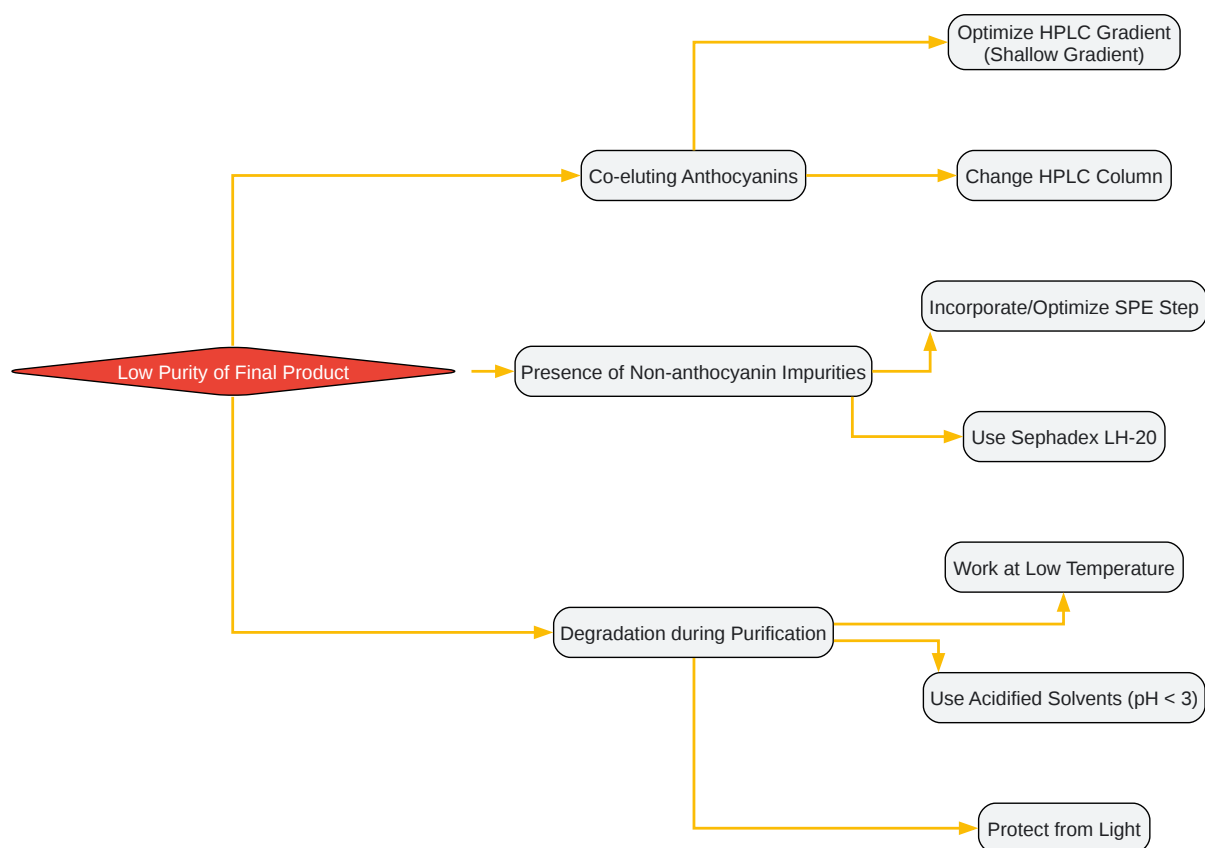 Optimize HPLC Gradient
(Shallow Gradient)
Co-eluting Anthocyanins
Change HPLC Column
Incorporate/Optimize SPE Step
Low Purity of Final Product
Presence of Non-anthocyanin Impurities
Use Sephadex LH-20
Work at Low Temperature
Degradation during Purification
Use Acidified Solvents (pH < 3)
Protect from Light